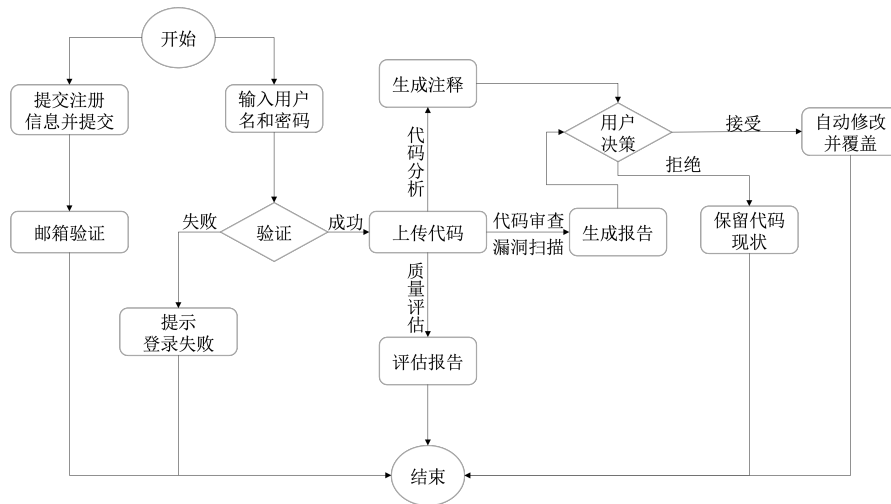 开始
提交注册
信息并提交
输入用户
名和密码
生成注释
用户
决策
接受
自动修改
并覆盖
代码分析
拒绝
邮箱验证
失败
验证
成功
上传代码
代码审查
漏洞扫描
生成报告
保留代码
现状
质量评估
提示
登录失败
评估报告
结束